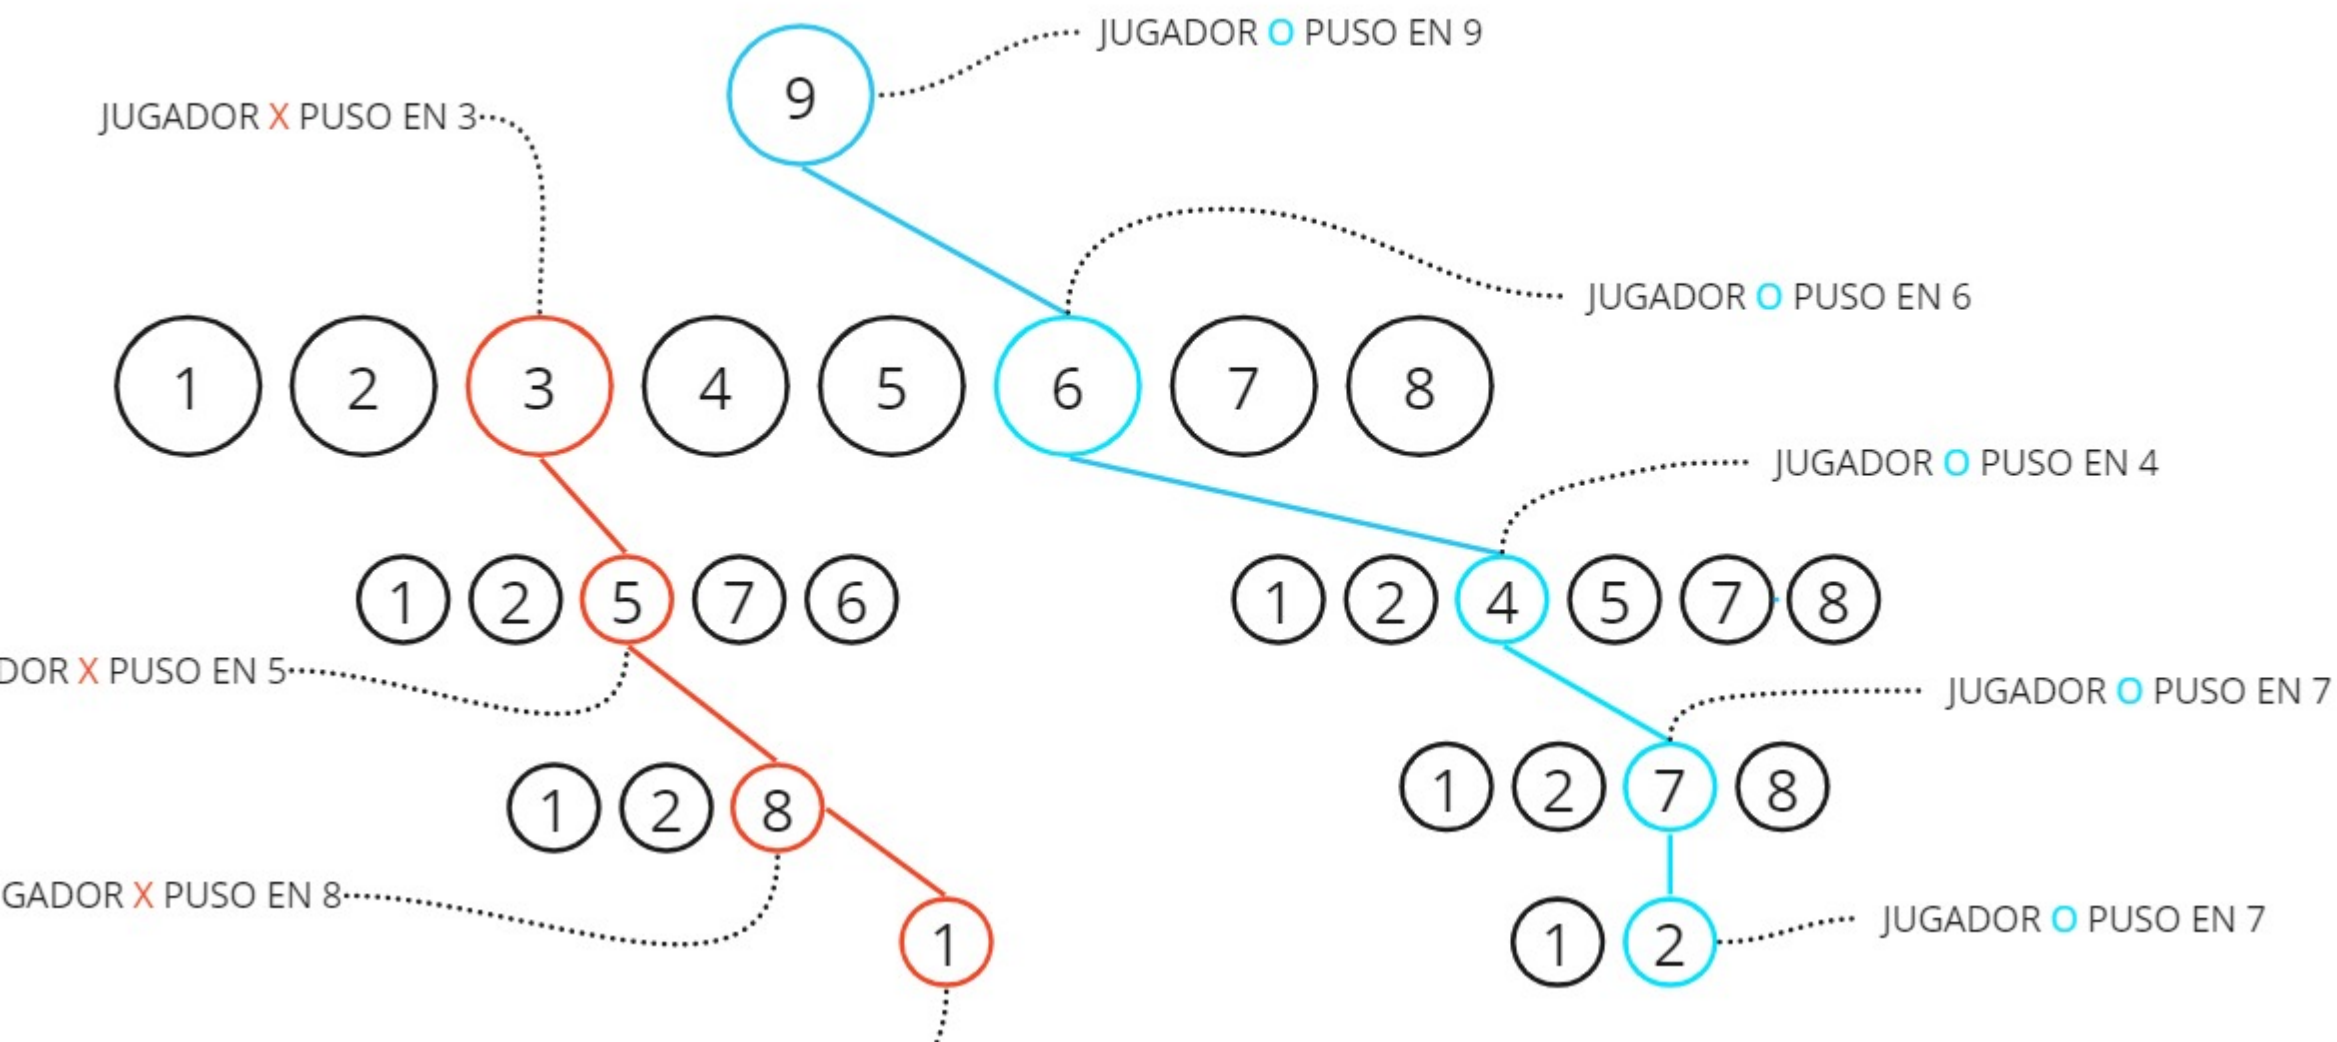 JUGADOR O PUSO EN 9
9
JUGADOR X PUSO EN 3
JUGADOR O PUSO EN 6
1 2 3 4 5 6 7 8
JUGADOR O PUSO EN 4
1 2 5 7 6
1 2 4 5 7 8
DOR X PUSO EN 5
JUGADOR O PUSO EN 7
1 2 8
1 2 7 8
GADOR X PUSO EN 8
JUGADOR O PUSO EN 7
1
1 2